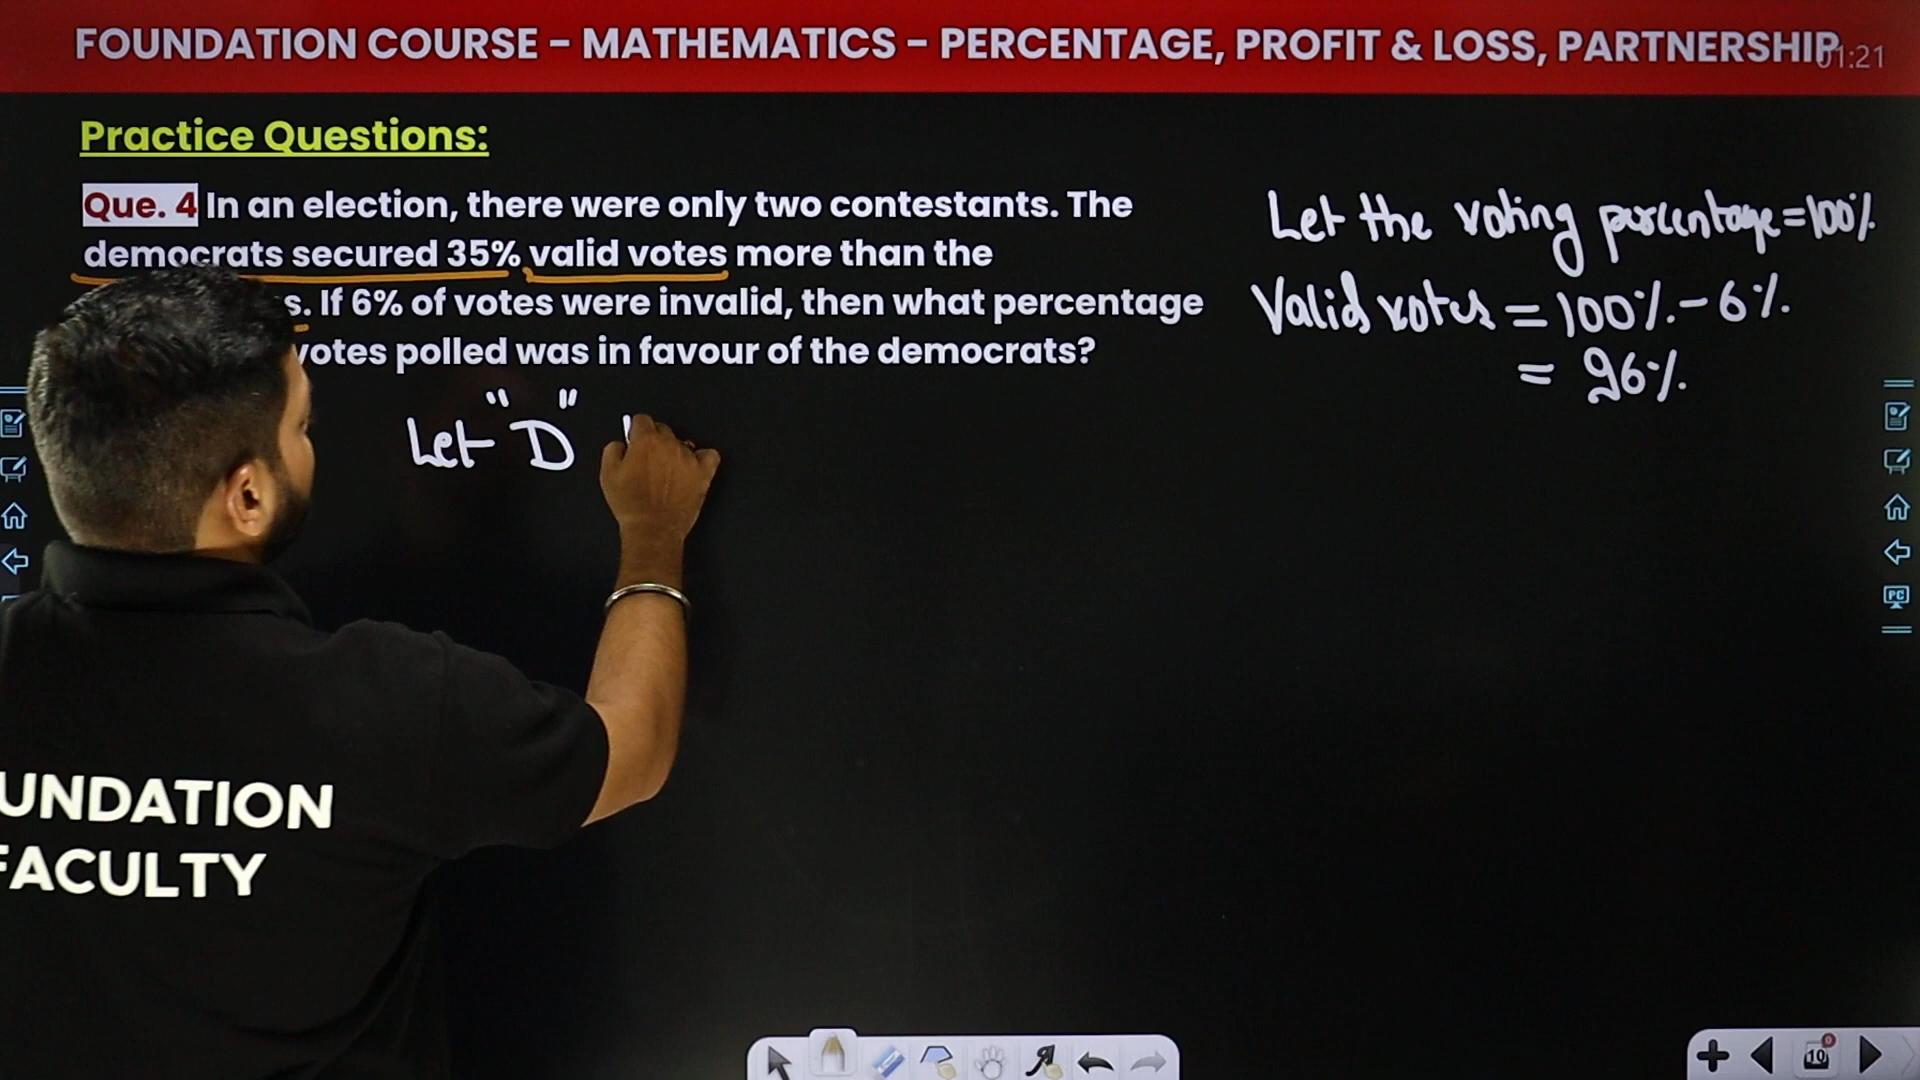 FOUNDATION COURSE - MATHEMATICS - PERCENTAGE, PROFIT & LOSS, PARTNERSHIP
01:21
Practice Questions:
Que. 4 In an election, there were only two contestants. The
democrats secured 35% valid votes more than the
s. If 6% of votes were invalid, then what percentage
votes polled was in favour of the democrats?
Let "D"
Let the voting percentage = 100%
Valid votes = 100% - 6%
= 96%
UNDATION
FACULTY
PC
10